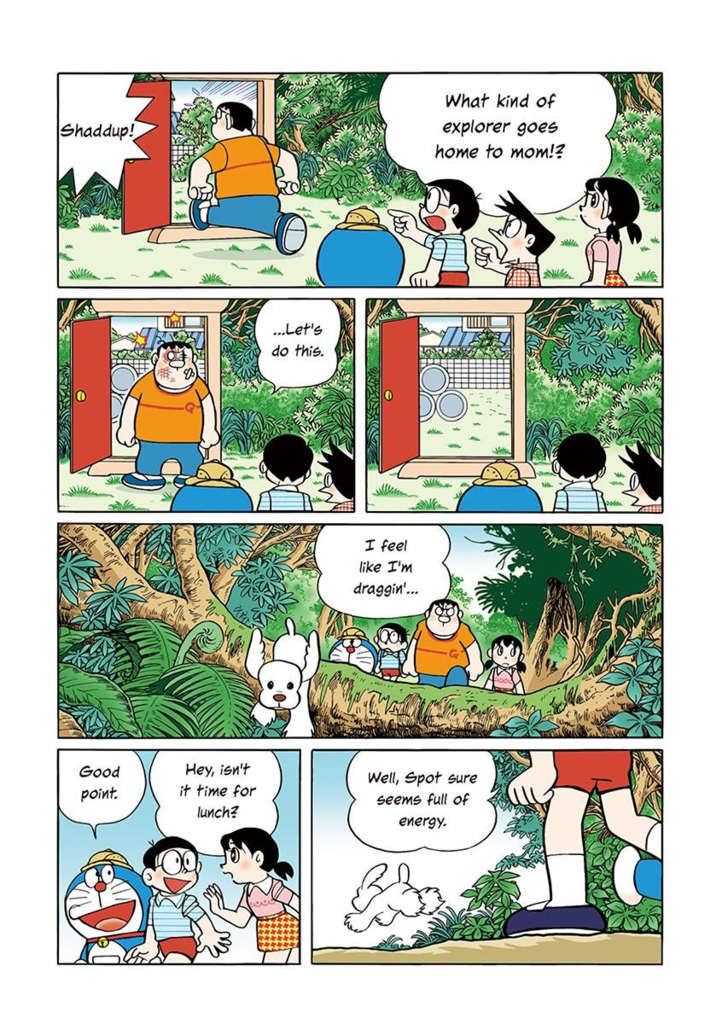 Shaddup!
What kind of
explorer goes
home to mom!?
...Let's
do this.
G
I feel
like I'm
draggin'...
G
Good
point.
Hey, isn't
it time for
lunch?
Well, Spot sure
seems full of
energy.